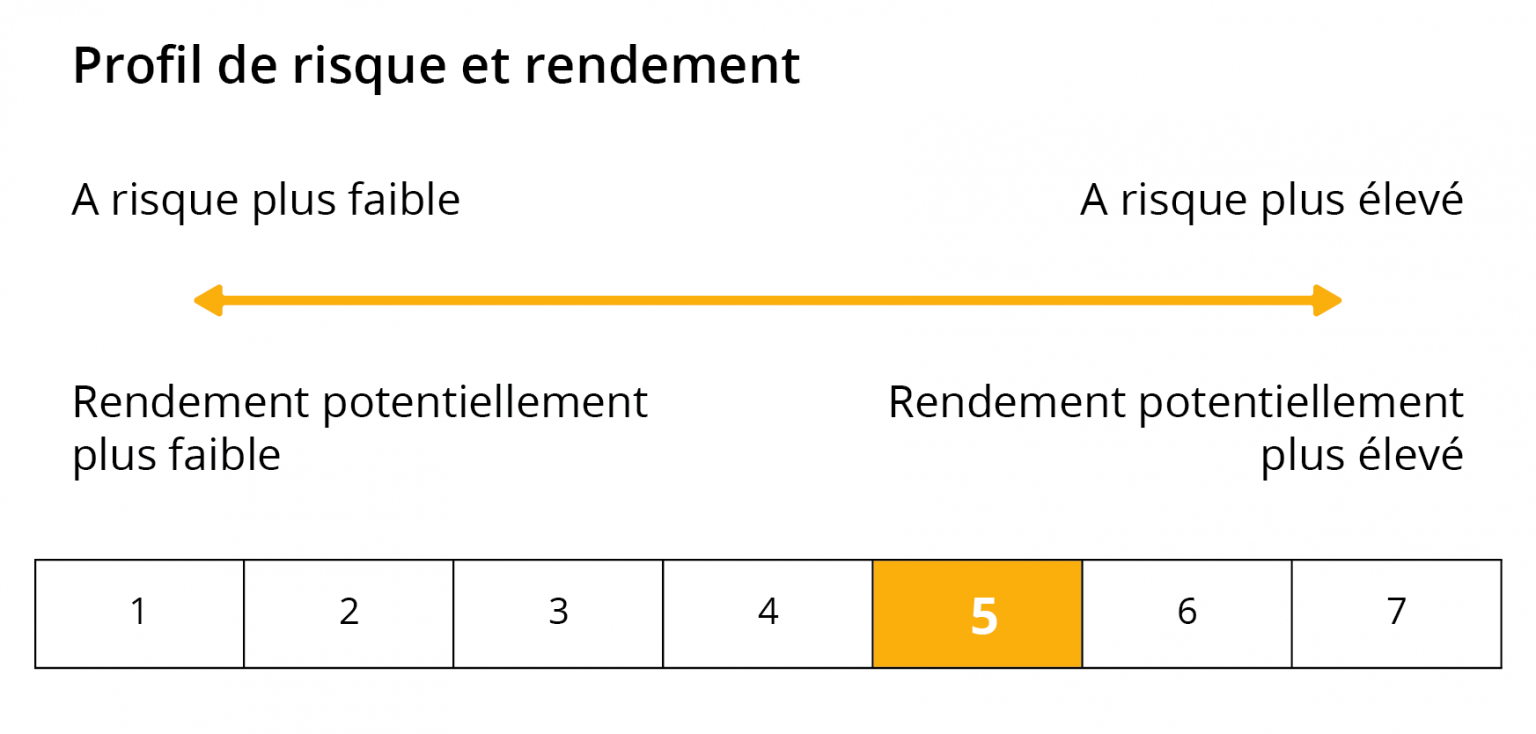 Profil de risque et rendement
A risque plus faible
A risque plus élevé
Rendement potentiellement
plus faible
Rendement potentiellement
plus élevé
1 2 3 4 5 6 7